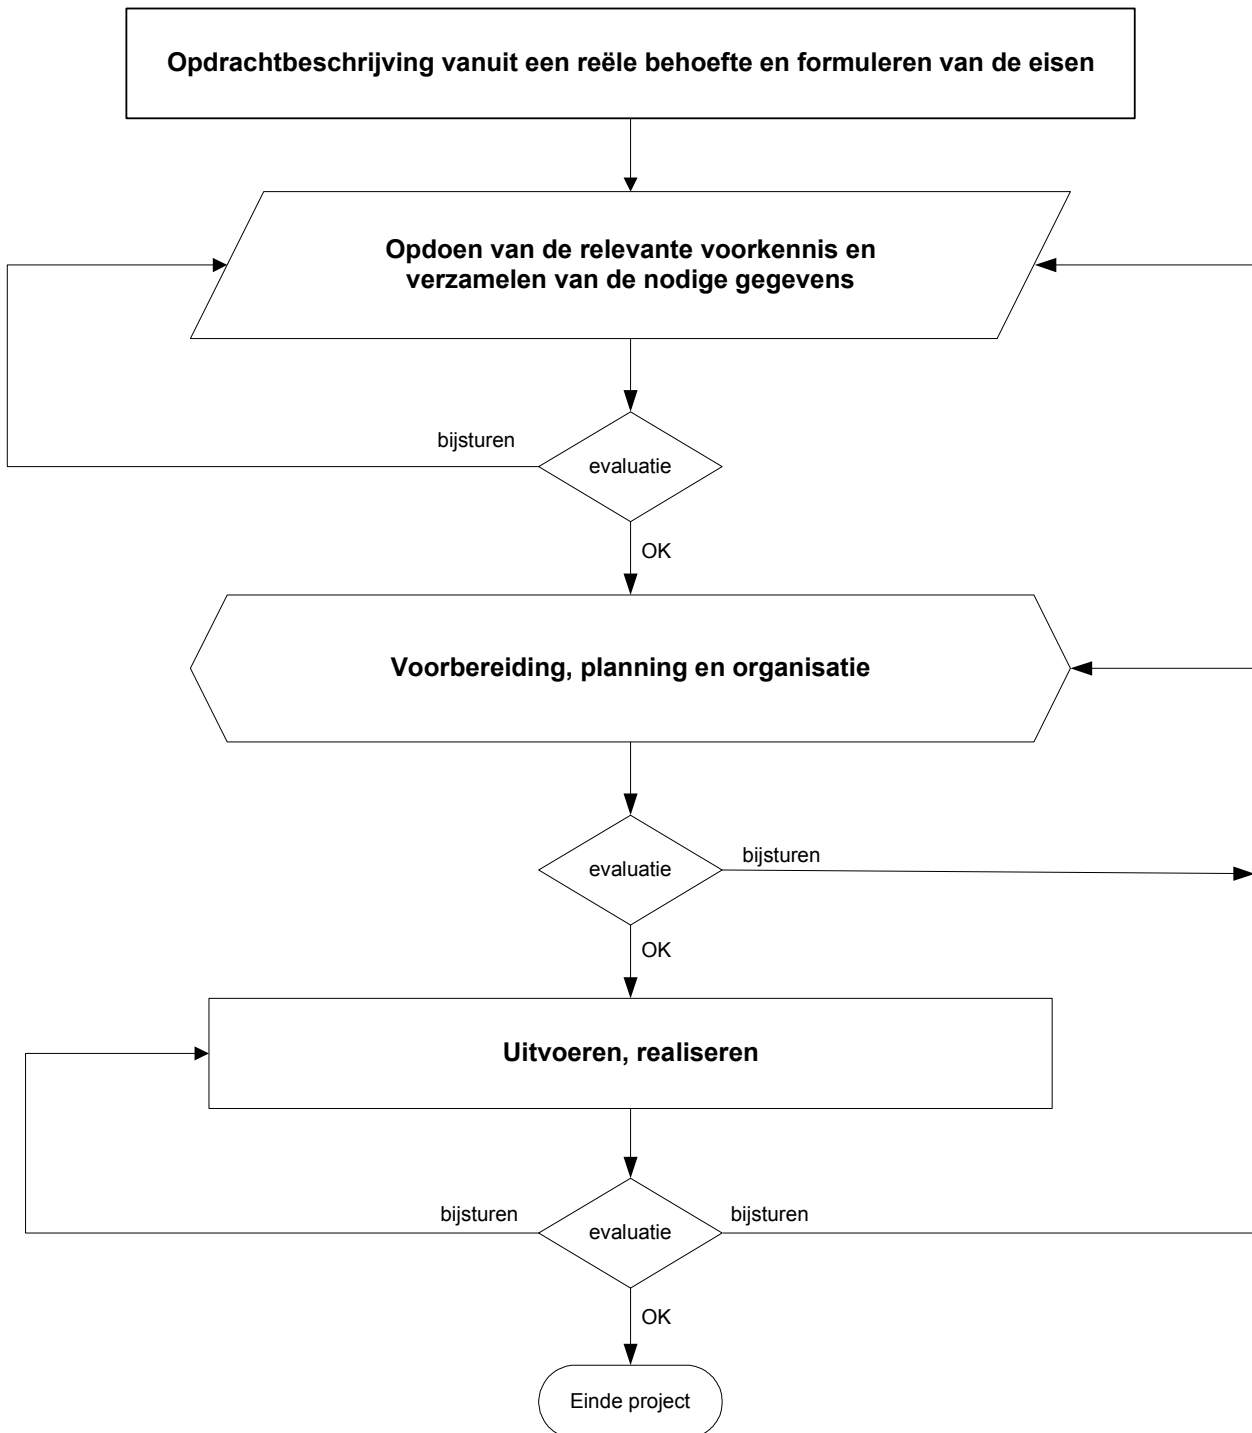 Opdrachtbeschrijving vanuit een reële behoefte en formuleren van de eisen
Opdoen van de relevante voorkennis en
verzamelen van de nodige gegevens
bijsturen
evaluatie
OK
Voorbereiding, planning en organisatie
evaluatie
bijsturen
OK
Uitvoeren, realiseren
bijsturen
evaluatie
bijsturen
OK
Einde project